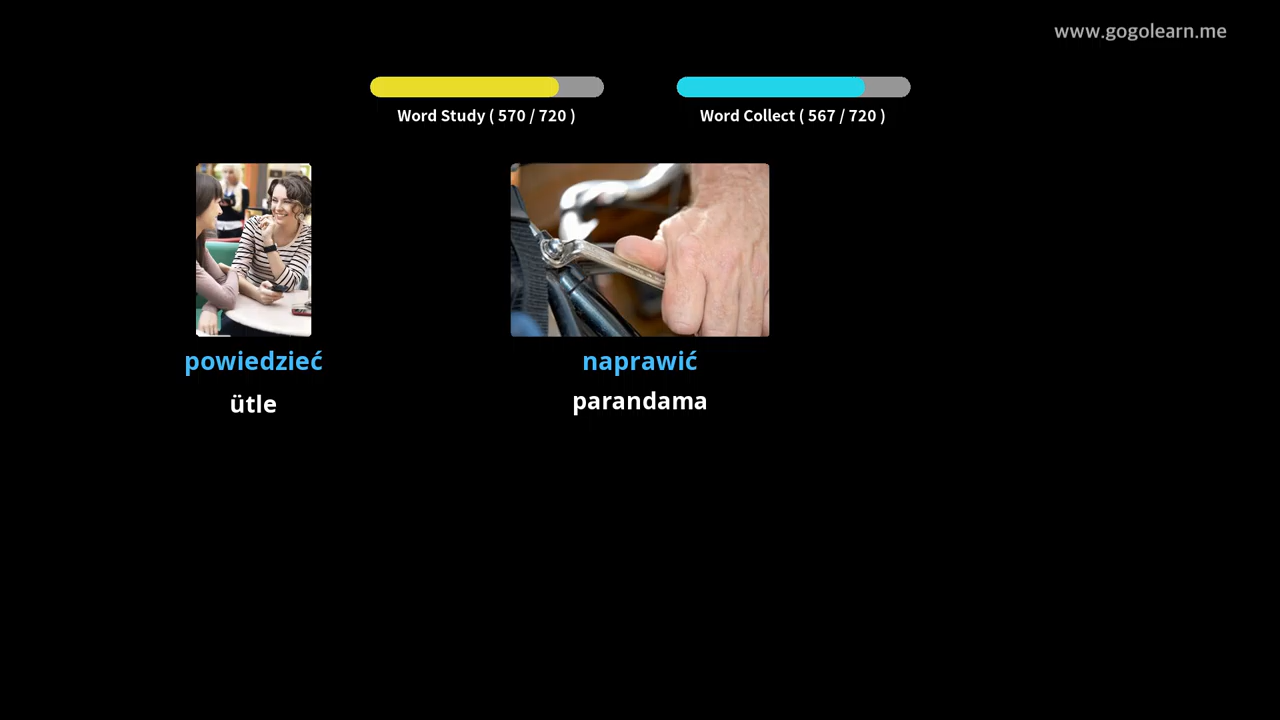 www.gogolearn.me
Word Study ( 570 / 720 )
Word Collect ( 567 / 720 )
powiedzieć
ütle
naprawić
parandama